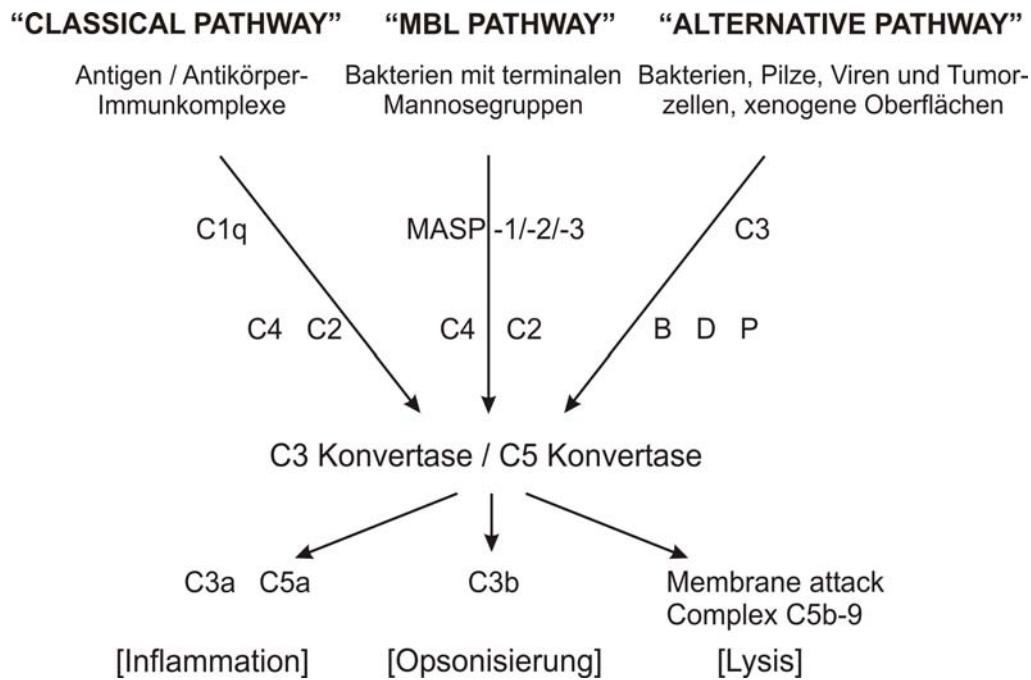 “CLASSICAL PATHWAY” “MBL PATHWAY” “ALTERNATIVE PATHWAY”
Antigen / Antikörper- Bakterien mit terminalen Bakterien, Pilze, Viren und Tumor-
Immunkomplexe Mannosegruppen zellen, xenogene Oberflächen
C1q MASP -1/-2/-3 C3
C4 C2 C4 C2 B D P
C3 Konvertase / C5 Konvertase
C3a C5a C3b Membrane attack
Complex C5b-9
[Inflammation] [Opsonisierung] [Lysis]